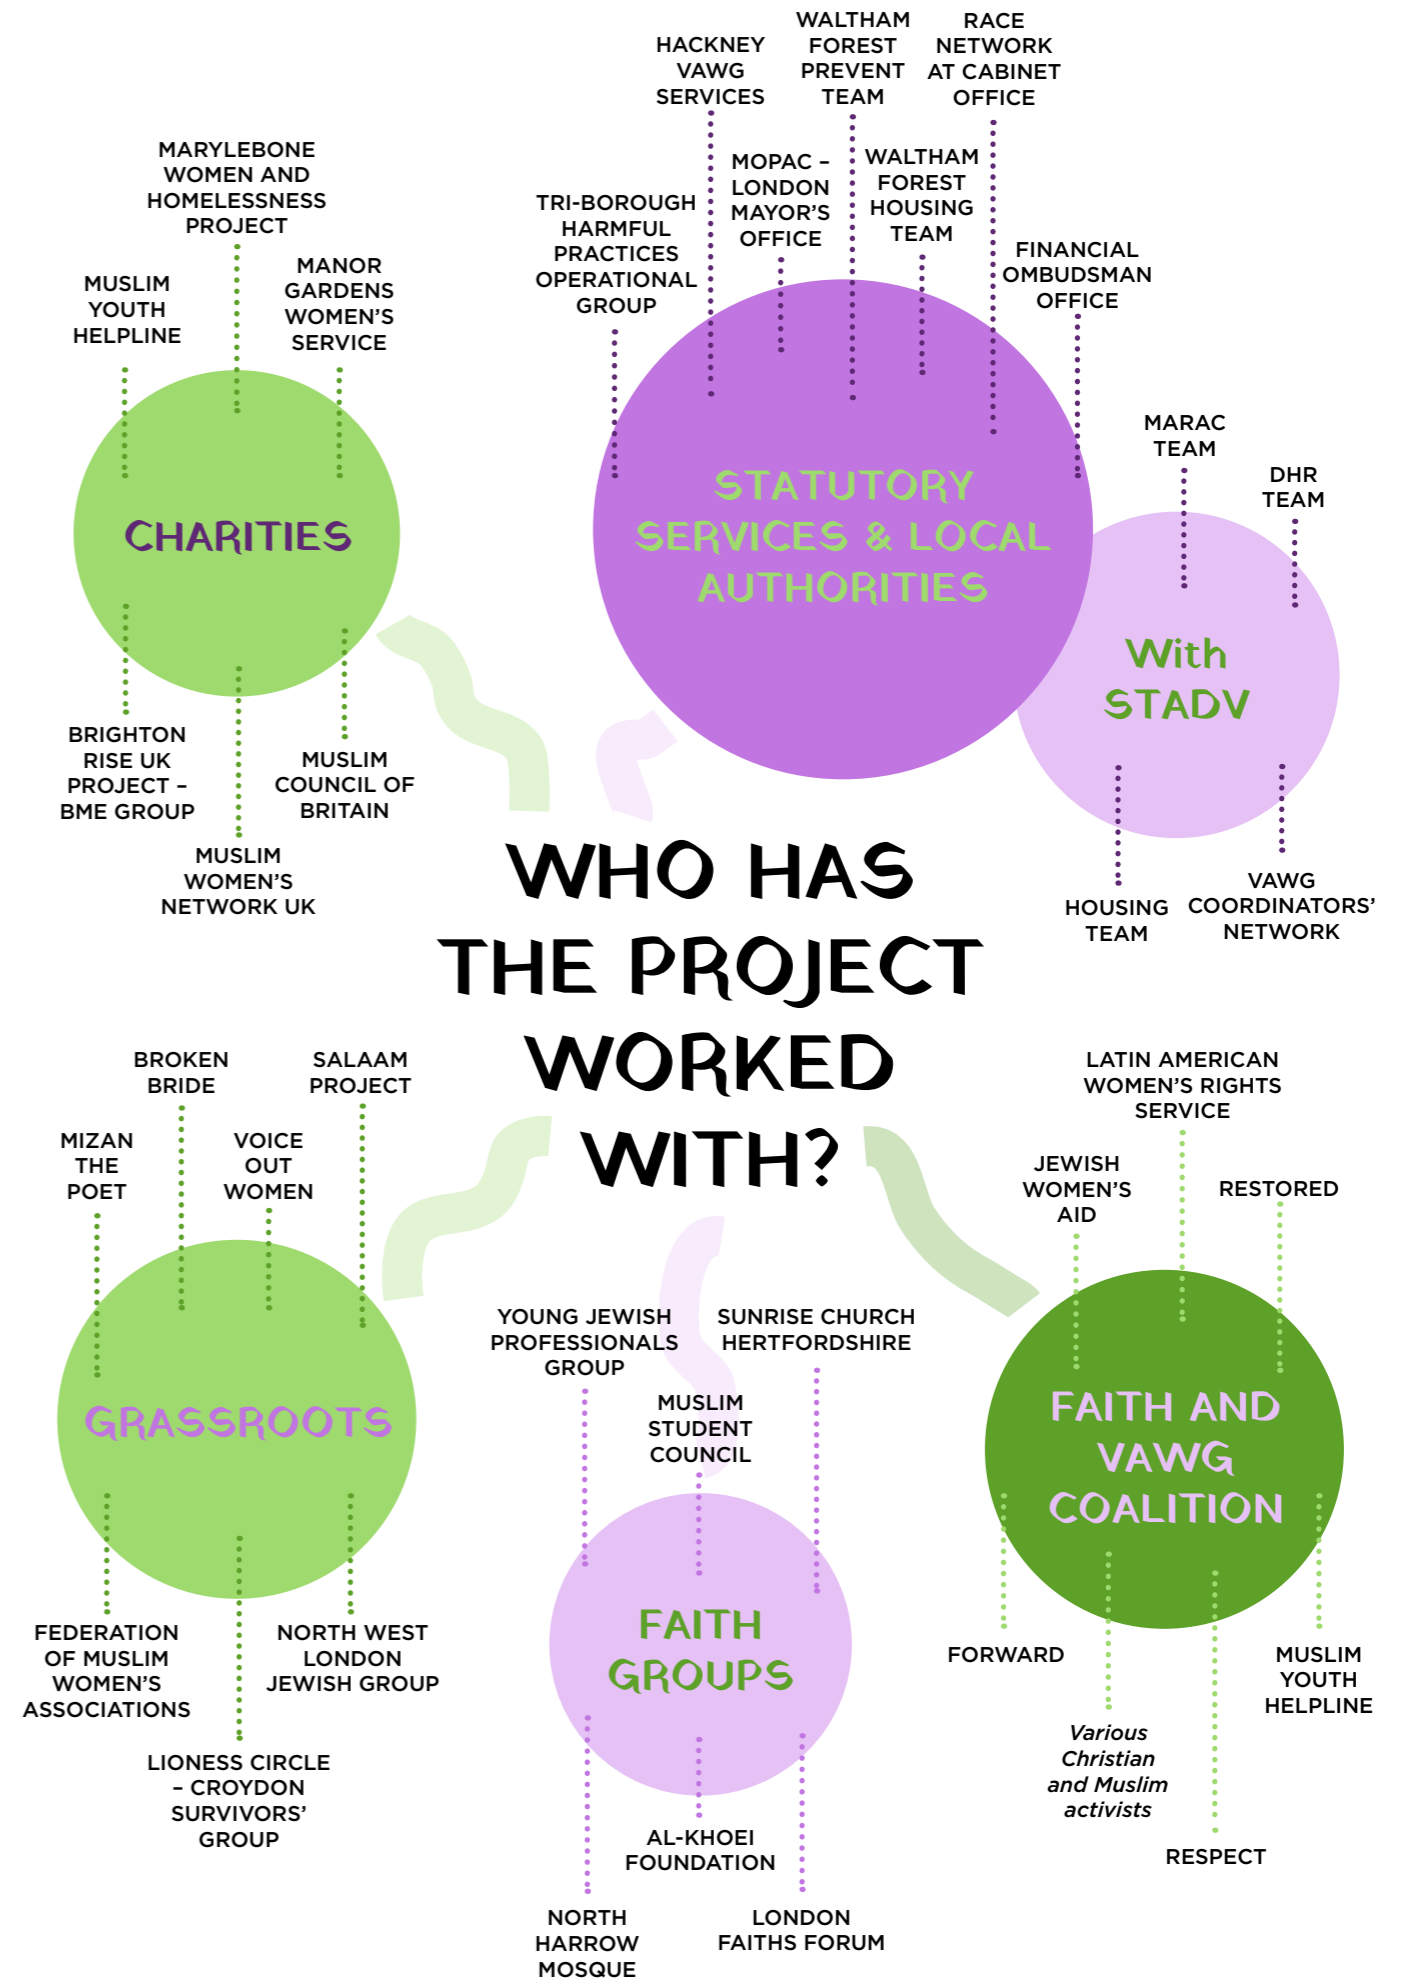 WALTHAM
FOREST
PREVENT
TEAM
RACE
NETWORK
AT CABINET
OFFICE
HACKNEY
VAWG
SERVICES
MARYLEBONE
WOMEN AND
HOMELESSNESS
PROJECT
MOPAC –
LONDON
MAYOR'S
OFFICE
WALTHAM
FOREST
HOUSING
TEAM
TRI-BOROUGH
HARMFUL
PRACTICES
OPERATIONAL
GROUP
FINANCIAL
OMBUDSMAN
OFFICE
MUSLIM
YOUTH
HELPLINE
MANOR
GARDENS
WOMEN'S
SERVICE
CHARITIES
STATUTORY
SERVICES & LOCAL
AUTHORITIES
MARAC
TEAM
DHR
TEAM
With
STADV
BRIGHTON
RISE UK
PROJECT –
BME GROUP
MUSLIM
COUNCIL OF
BRITAIN
MUSLIM
WOMEN'S
NETWORK UK
HOUSING
TEAM
VAWG
COORDINATORS'
NETWORK
WHO HAS
THE PROJECT
WORKED
WITH?
BROKEN
BRIDE
SALAAM
PROJECT
MIZAN
THE
POET
VOICE
OUT
WOMEN
GRASSROOTS
FEDERATION
OF MUSLIM
WOMEN'S
ASSOCIATIONS
NORTH WEST
LONDON
JEWISH GROUP
LIONESS CIRCLE
– CROYDON
SURVIVORS'
GROUP
YOUNG JEWISH
PROFESSIONALS
GROUP
SUNRISE CHURCH
HERTFORDSHIRE
MUSLIM
STUDENT
COUNCIL
FAITH
GROUPS
AL-KHOEI
FOUNDATION
NORTH
HARROW
MOSQUE
LONDON
FAITHS FORUM
LATIN AMERICAN
WOMEN'S RIGHTS
SERVICE
JEWISH
WOMEN'S
AID
RESTORED
FAITH AND
VAWG
COALITION
FORWARD
MUSLIM
YOUTH
HELPLINE
Various
Christian
and Muslim
activists
RESPECT